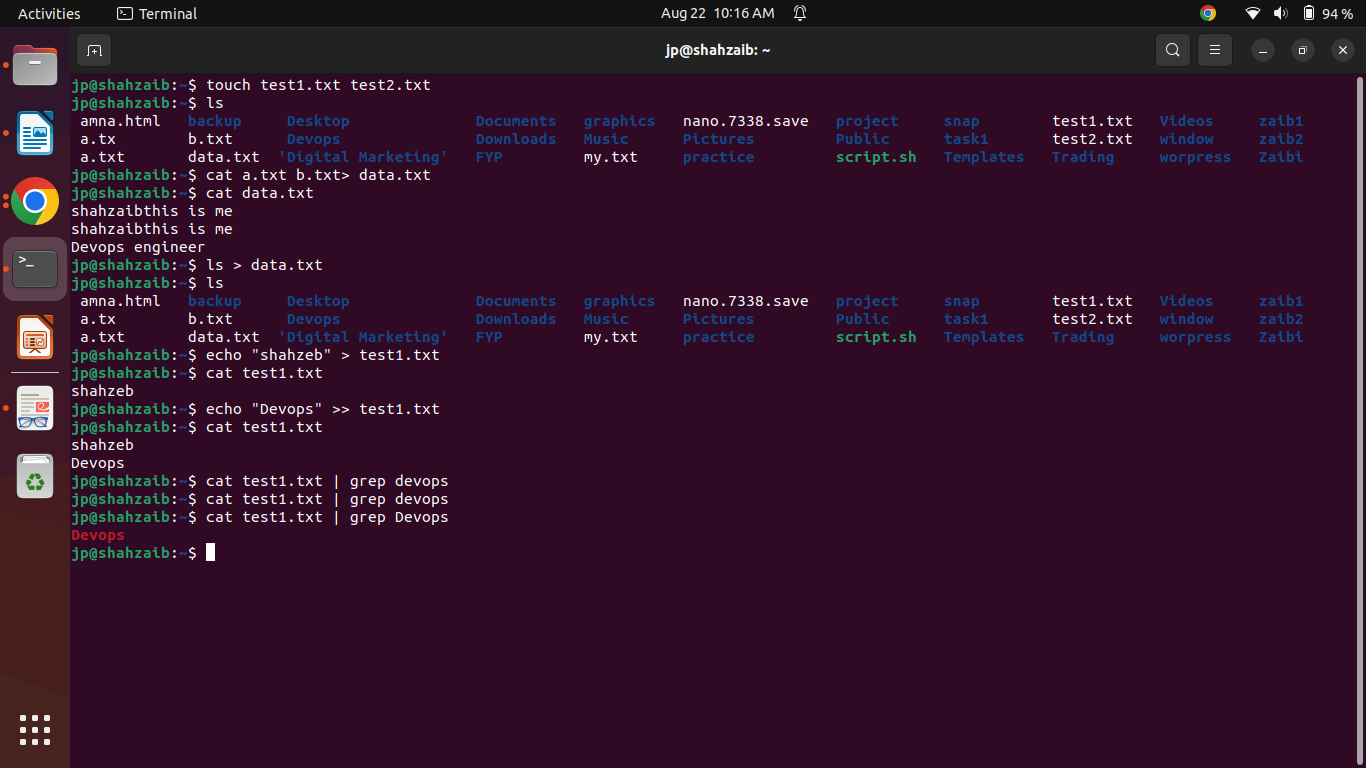 Activities Terminal Aug 22 10:16 AM 94 %
jp@shahzaib: ~
jp@shahzaib:~$ touch test1.txt test2.txt
jp@shahzaib:~$ ls
amna.html backup Desktop Documents graphics nano.7338.save project snap test1.txt Videos zaib1
a.tx b.txt Devops Downloads Music Pictures Public task1 test2.txt window zaib2
a.txt data.txt 'Digital Marketing' FYP my.txt practice script.sh Templates Trading worpress Zaibi
jp@shahzaib:~$ cat a.txt b.txt> data.txt
jp@shahzaib:~$ cat data.txt
shahzaibthis is me
shahzaibthis is me
Devops engineer
jp@shahzaib:~$ ls > data.txt
jp@shahzaib:~$ ls
amna.html backup Desktop Documents graphics nano.7338.save project snap test1.txt Videos zaib1
a.tx b.txt Devops Downloads Music Pictures Public task1 test2.txt window zaib2
a.txt data.txt 'Digital Marketing' FYP my.txt practice script.sh Templates Trading worpress Zaibi
jp@shahzaib:~$ echo "shahzeb" > test1.txt
jp@shahzaib:~$ cat test1.txt
shahzeb
jp@shahzaib:~$ echo "Devops" >> test1.txt
jp@shahzaib:~$ cat test1.txt
shahzeb
Devops
jp@shahzaib:~$ cat test1.txt | grep devops
jp@shahzaib:~$ cat test1.txt | grep devops
jp@shahzaib:~$ cat test1.txt | grep Devops
Devops
jp@shahzaib:~$